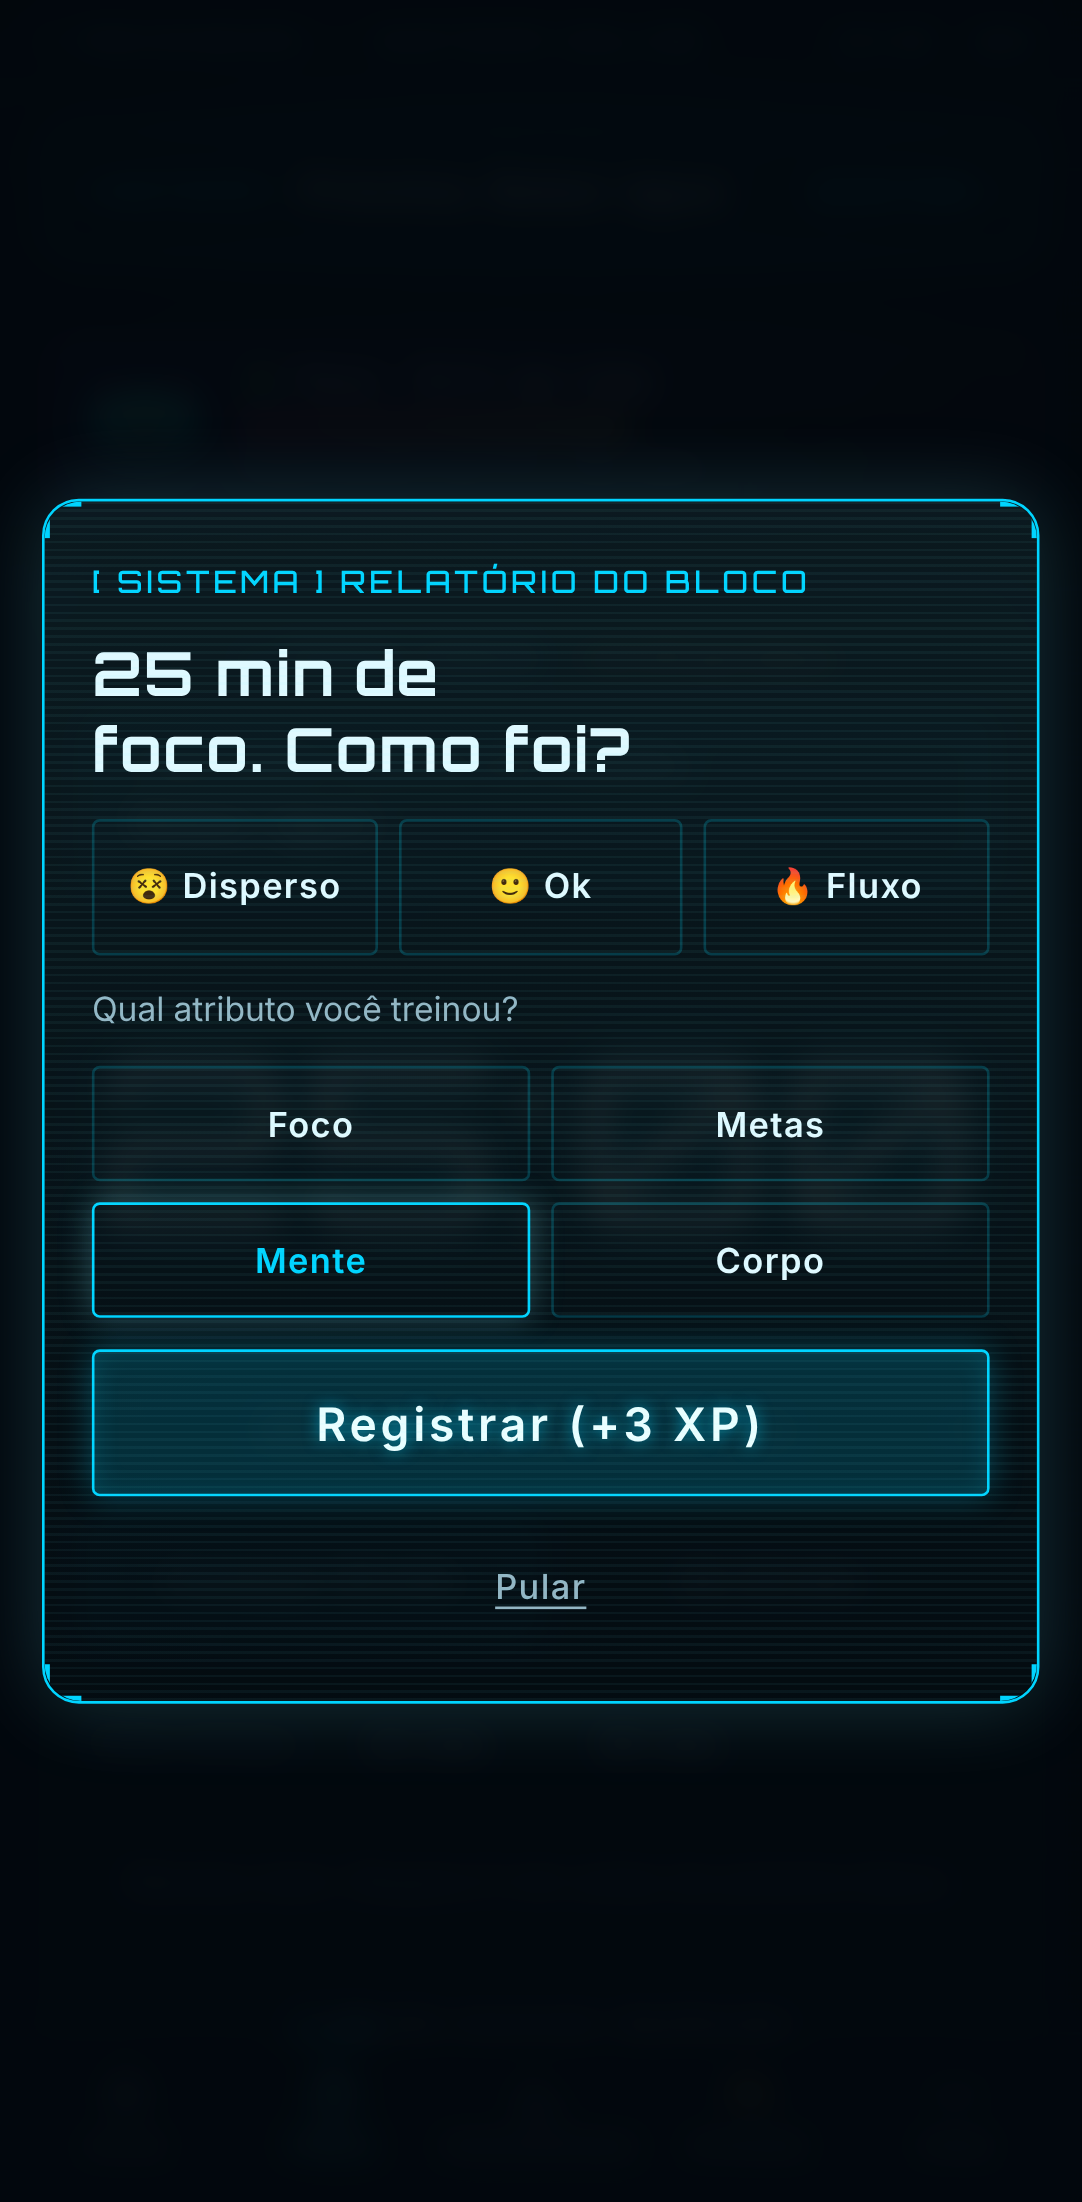 [ SISTEMA ] RELATÓRIO DO BLOCO
25 min de
foco. Como foi?
😵 Disperso
🙂 Ok
🔥 Fluxo
Qual atributo você treinou?
Foco
Metas
Mente
Corpo
Registrar (+3 XP)
Pular